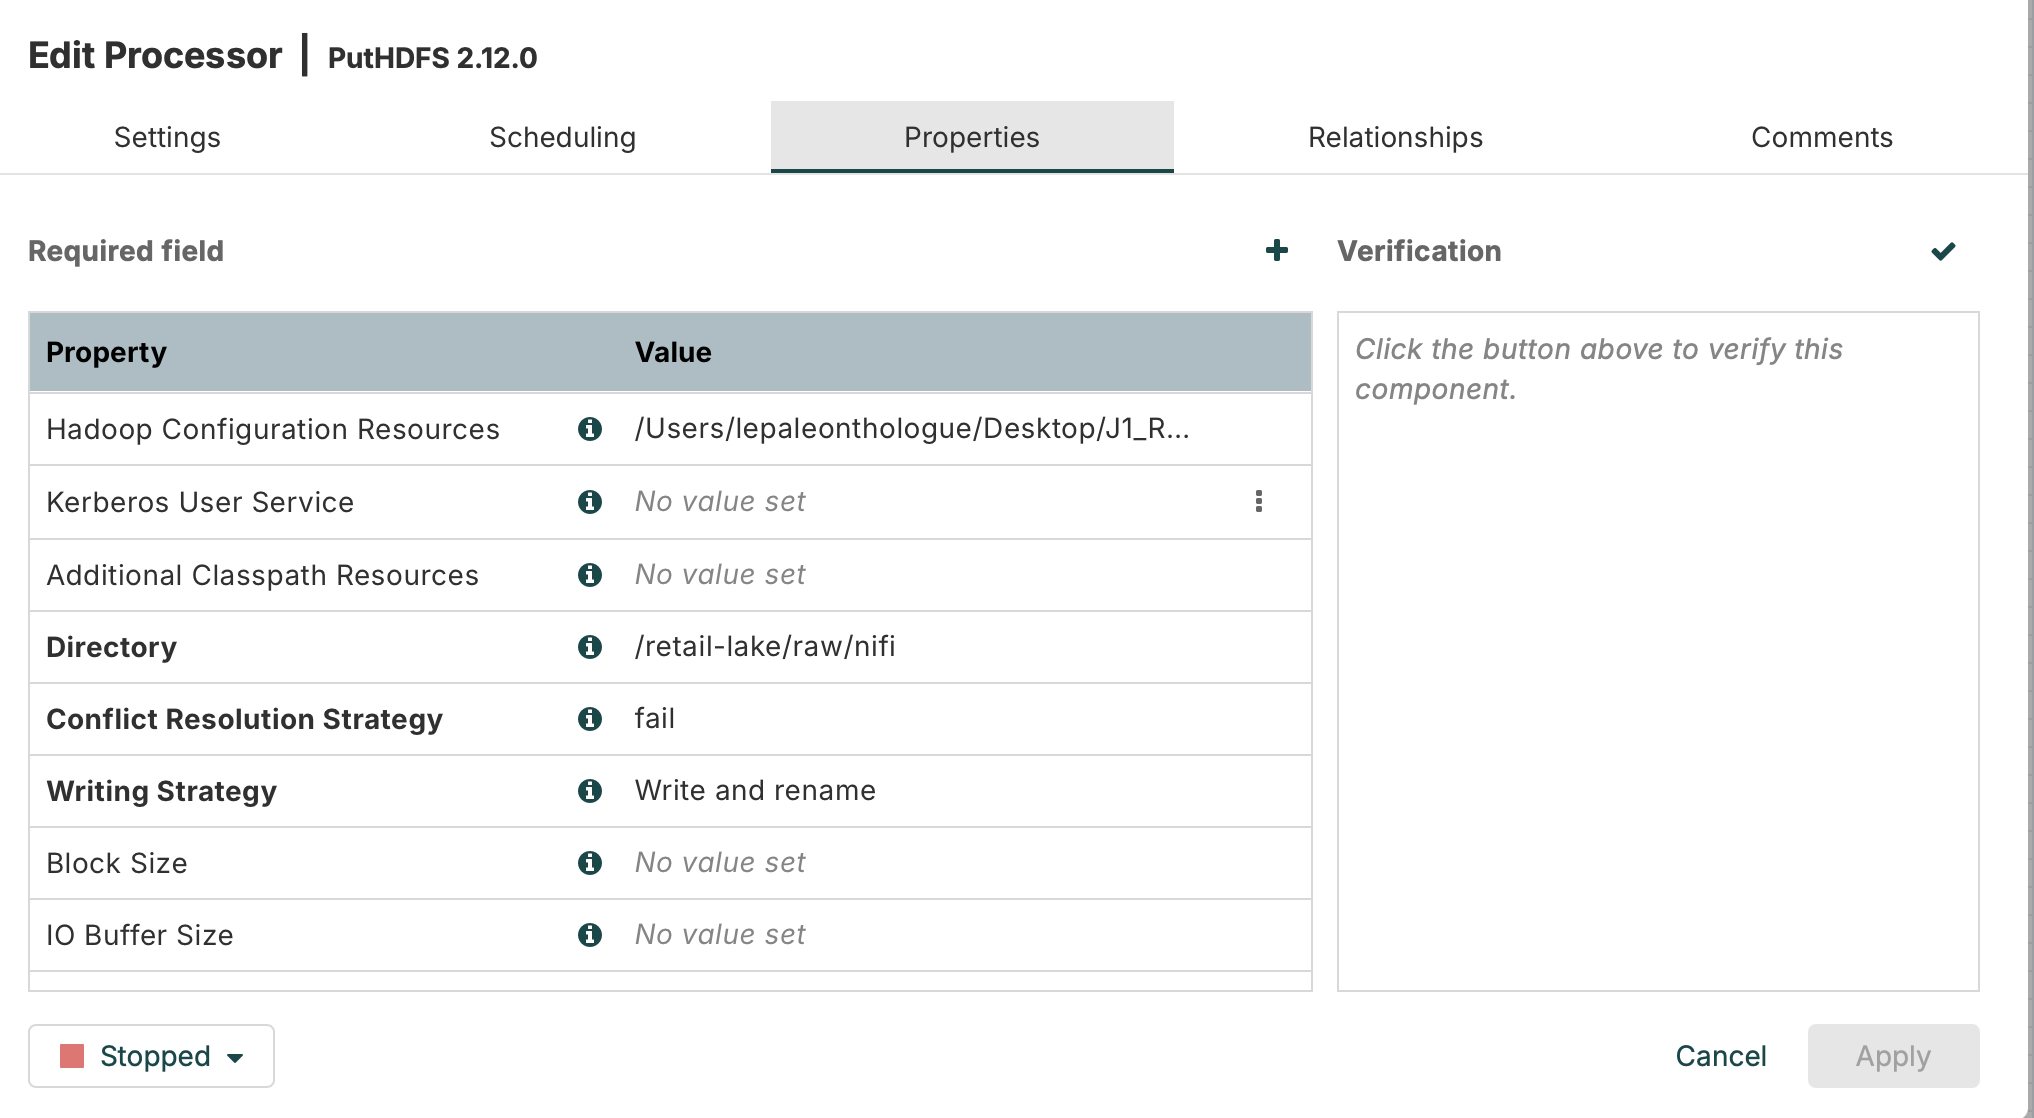 Edit Processor | PutHDFS 2.12.0
Settings Scheduling Properties Relationships Comments
Required field
Verification
Property Value
Hadoop Configuration Resources /Users/lepaleonthologue/Desktop/J1_R...
Kerberos User Service No value set
Additional Classpath Resources No value set
Directory /retail-lake/raw/nifi
Conflict Resolution Strategy fail
Writing Strategy Write and rename
Block Size No value set
IO Buffer Size No value set
Click the button above to verify this
component.
Stopped
Cancel Apply